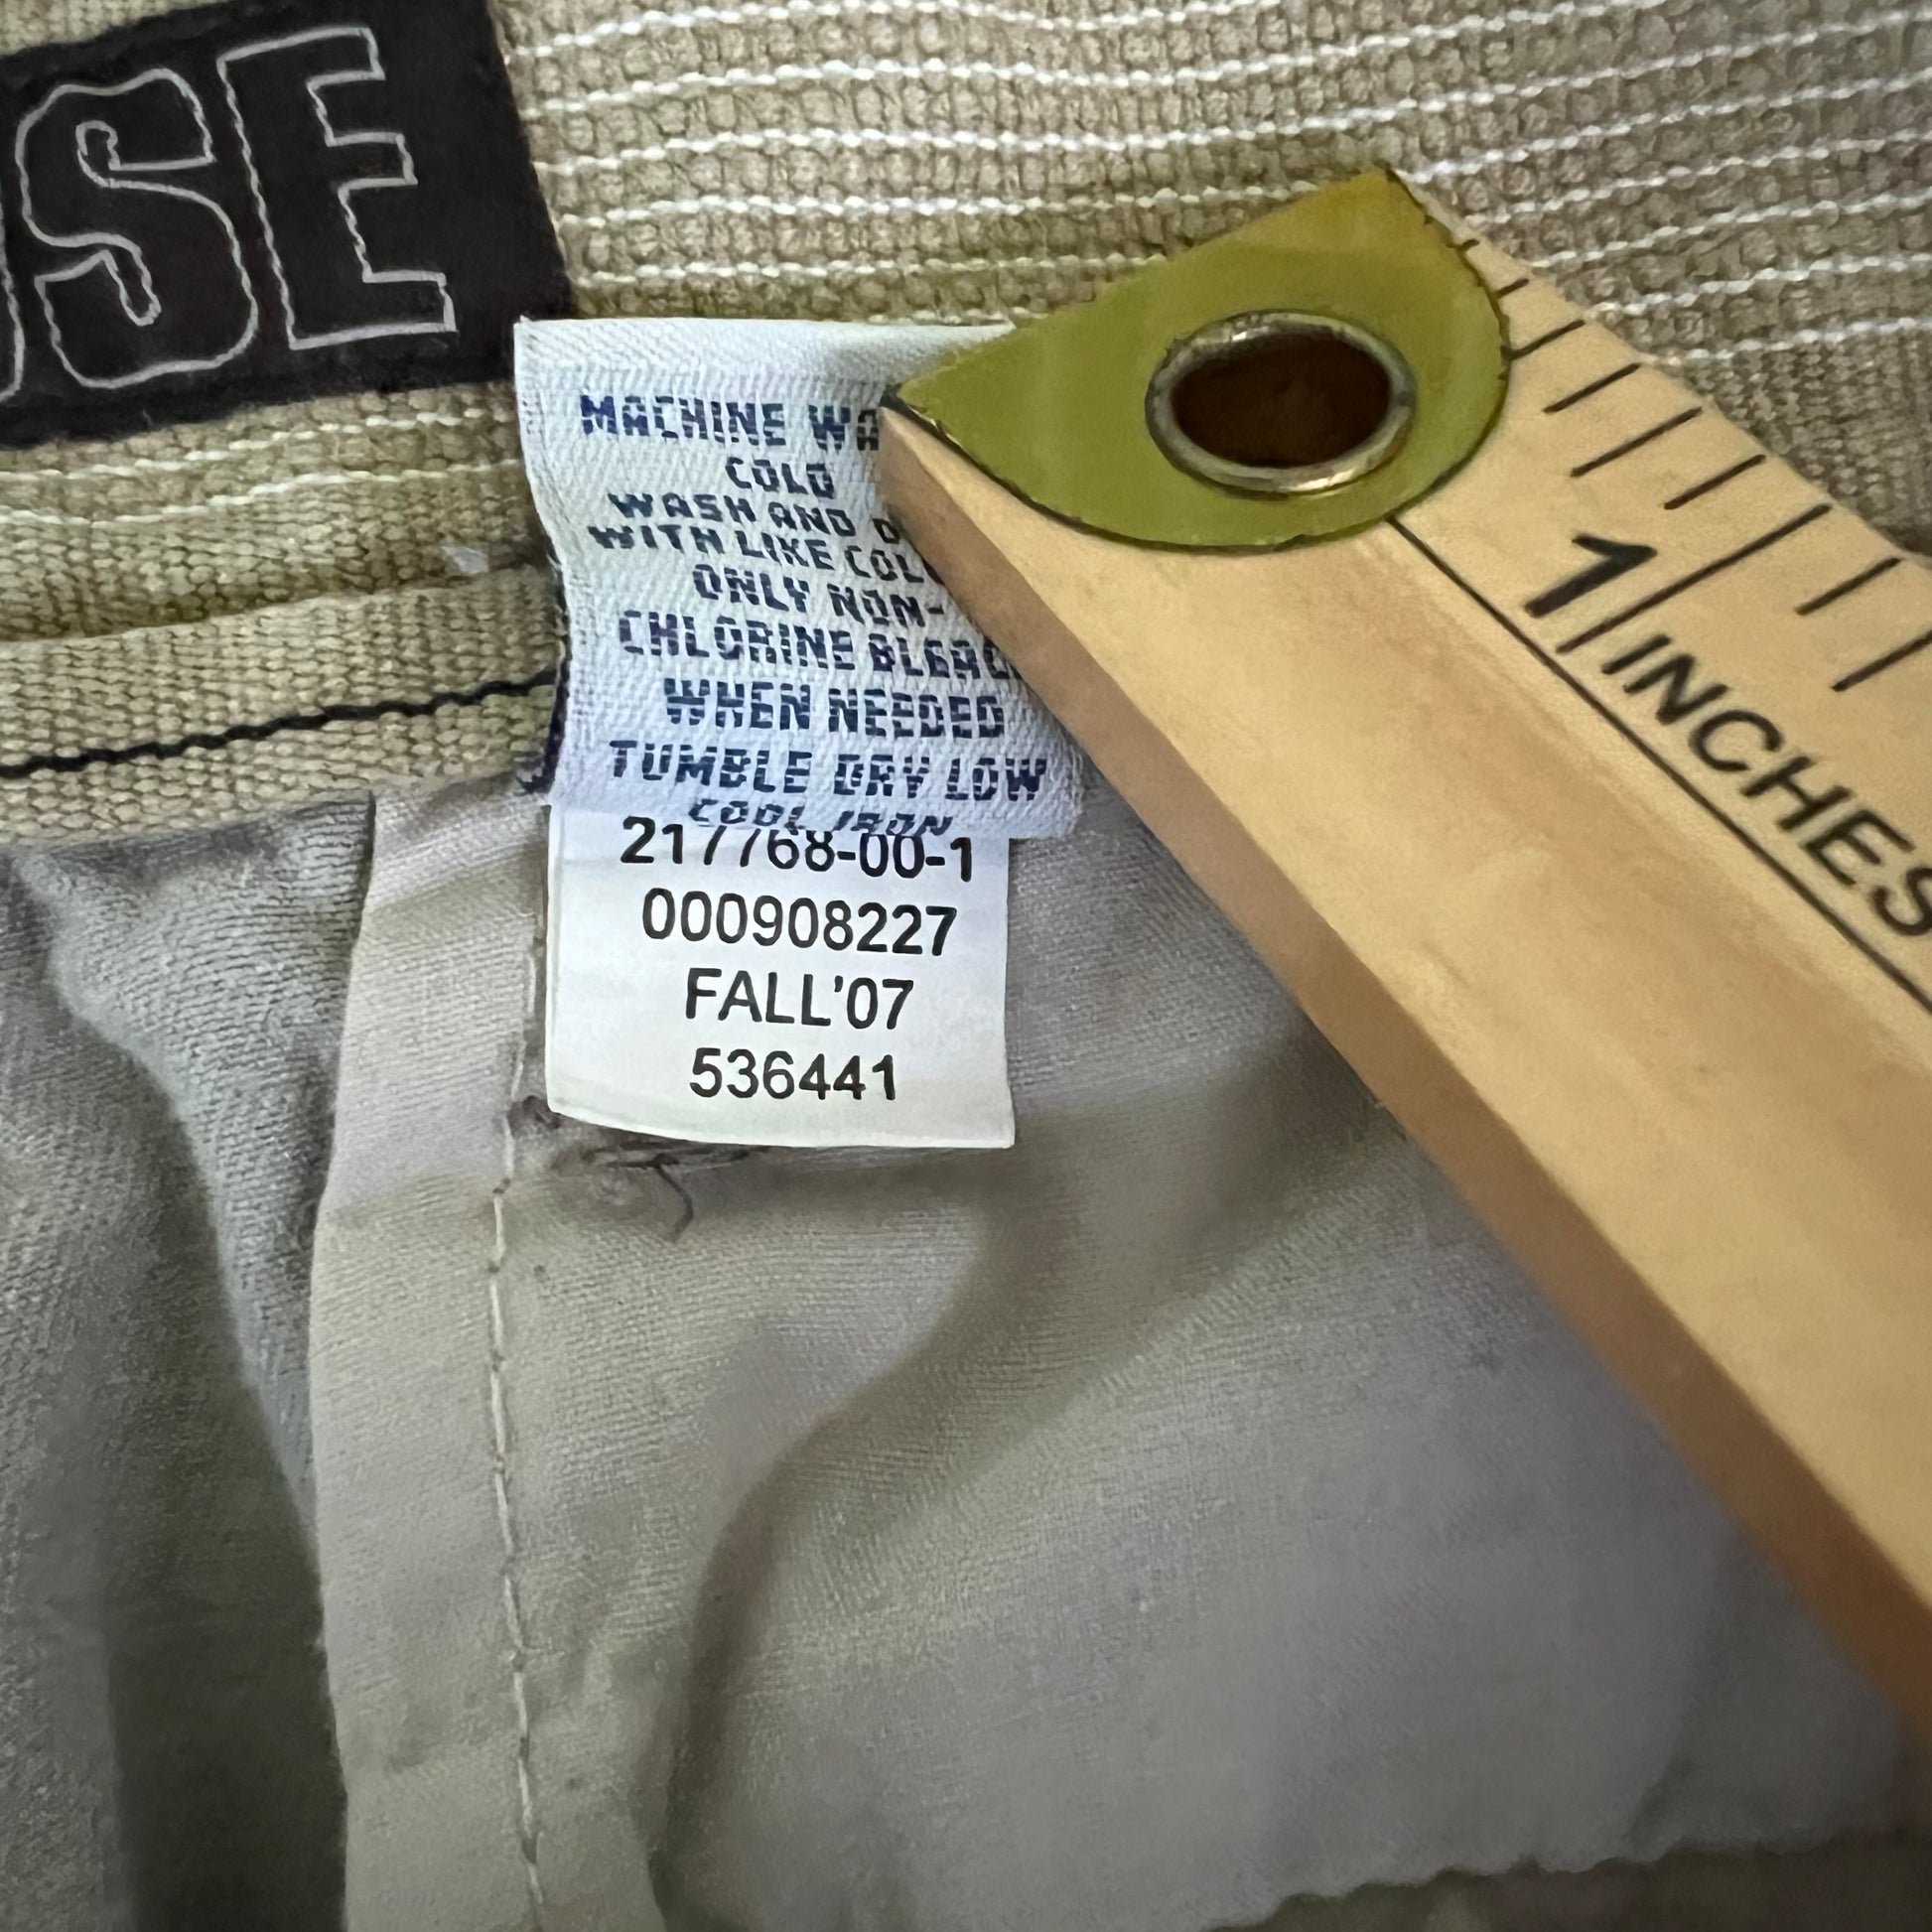 SE
MACHINE WA
COLD
WASH AND D
WITH LIKE COL
ONLY NON-
CHLORINE BLEAC
WHEN NEEDED
TUMBLE DRY LOW
COOL IRON
217768-00-1
000908227
FALL'07
536441
1
INCHES